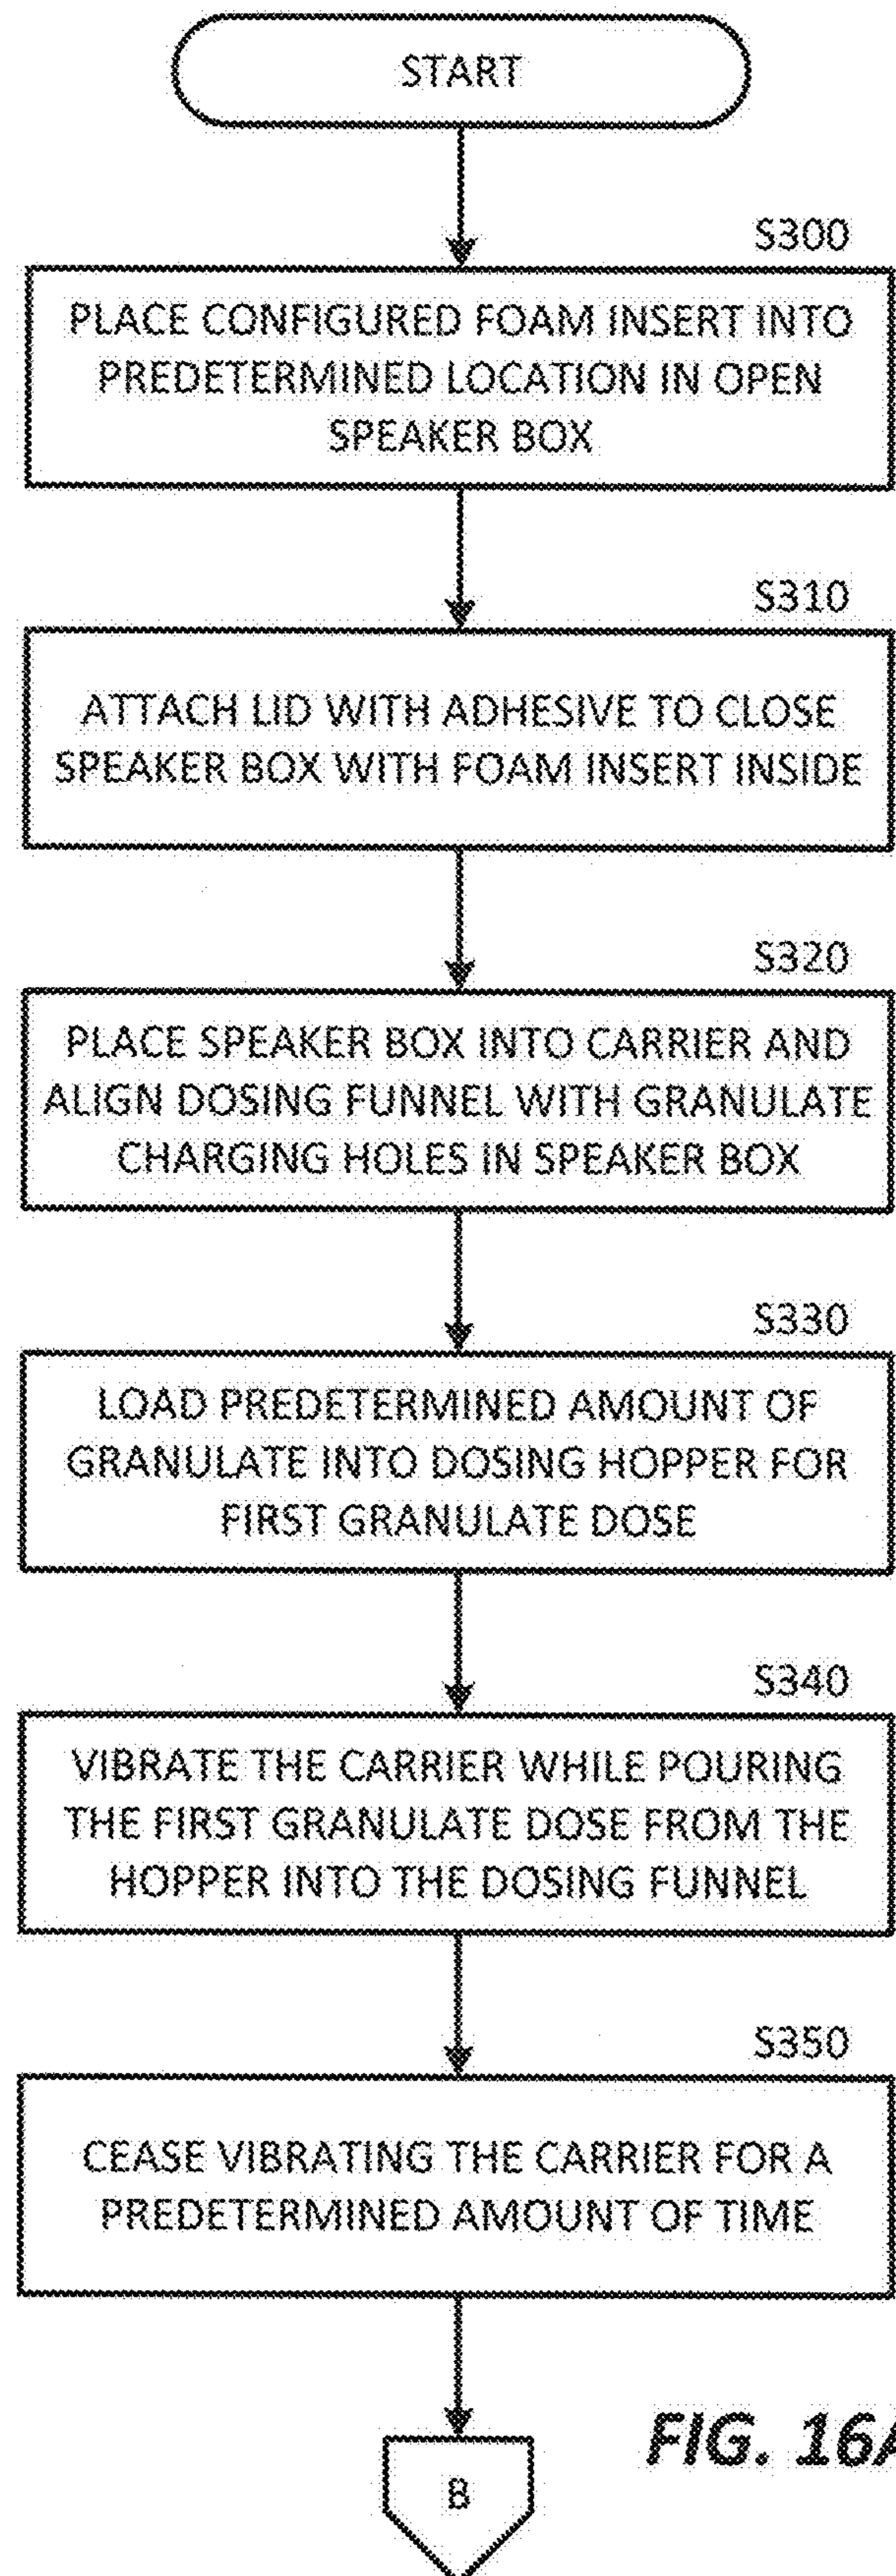 START
S300
PLACE CONFIGURED FOAM INSERT INTO
PREDETERMINED LOCATION IN OPEN
SPEAKER BOX
S310
ATTACH LID WITH ADHESIVE TO CLOSE
SPEAKER BOX WITH FOAM INSERT INSIDE
S320
PLACE SPEAKER BOX INTO CARRIER AND
ALIGN DOSING FUNNEL WITH GRANULATE
CHARGING HOLES IN SPEAKER BOX
S330
LOAD PREDETERMINED AMOUNT OF
GRANULATE INTO DOSING HOPPER FOR
FIRST GRANULATE DOSE
S340
VIBRATE THE CARRIER WHILE POURING
THE FIRST GRANULATE DOSE FROM THE
HOPPER INTO THE DOSING FUNNEL
S350
CEASE VIBRATING THE CARRIER FOR A
PREDETERMINED AMOUNT OF TIME
FIG. 16A
B